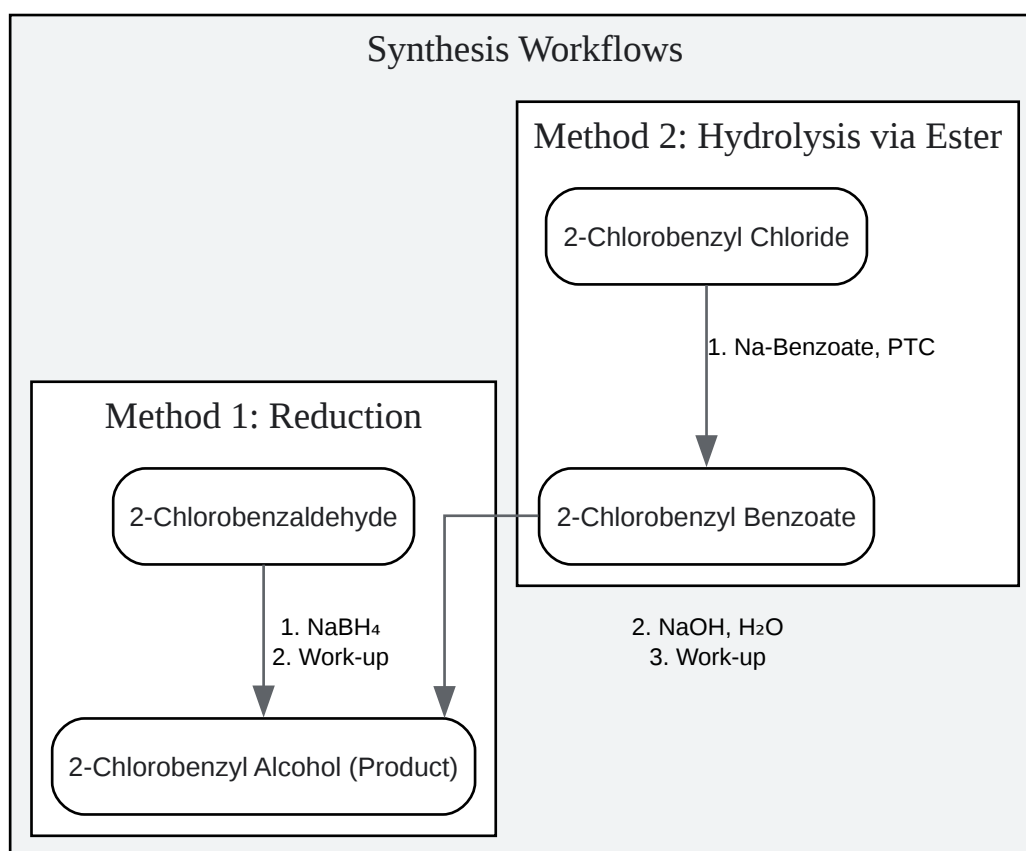 Synthesis Workflows
Method 2: Hydrolysis via Ester
2-Chlorobenzyl Chloride
1. Na-Benzoate, PTC
2-Chlorobenzyl Benzoate
2. NaOH, H₂O
3. Work-up
Method 1: Reduction
2-Chlorobenzaldehyde
1. NaBH₄
2. Work-up
2-Chlorobenzyl Alcohol (Product)